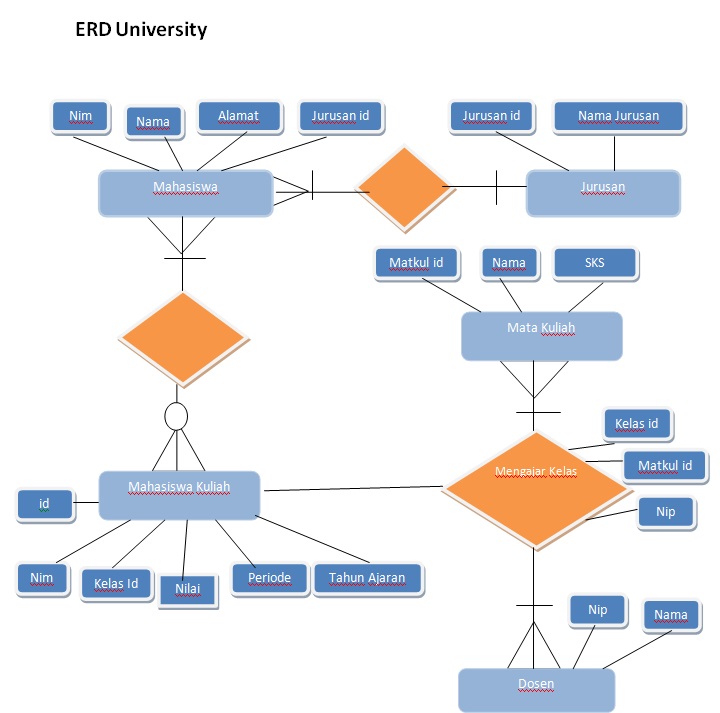 ERD University
Nim
Nama
Alamat
Jurusan id
Jurusan id
Nama Jurusan
Mahasiswa
Jurusan
Matkul id
Nama
SKS
Mata Kuliah
Kelas id
Mengajar Kelas
Matkul id
Mahasiswa Kuliah
id
Nip
Nim
Kelas Id
Nilai
Periode
Tahun Ajaran
Nip
Nama
Dosen